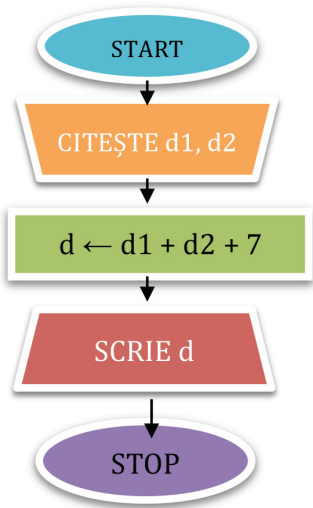 START
CITEȘTE d1, d2
d ← d1 + d2 + 7
SCRIE d
STOP